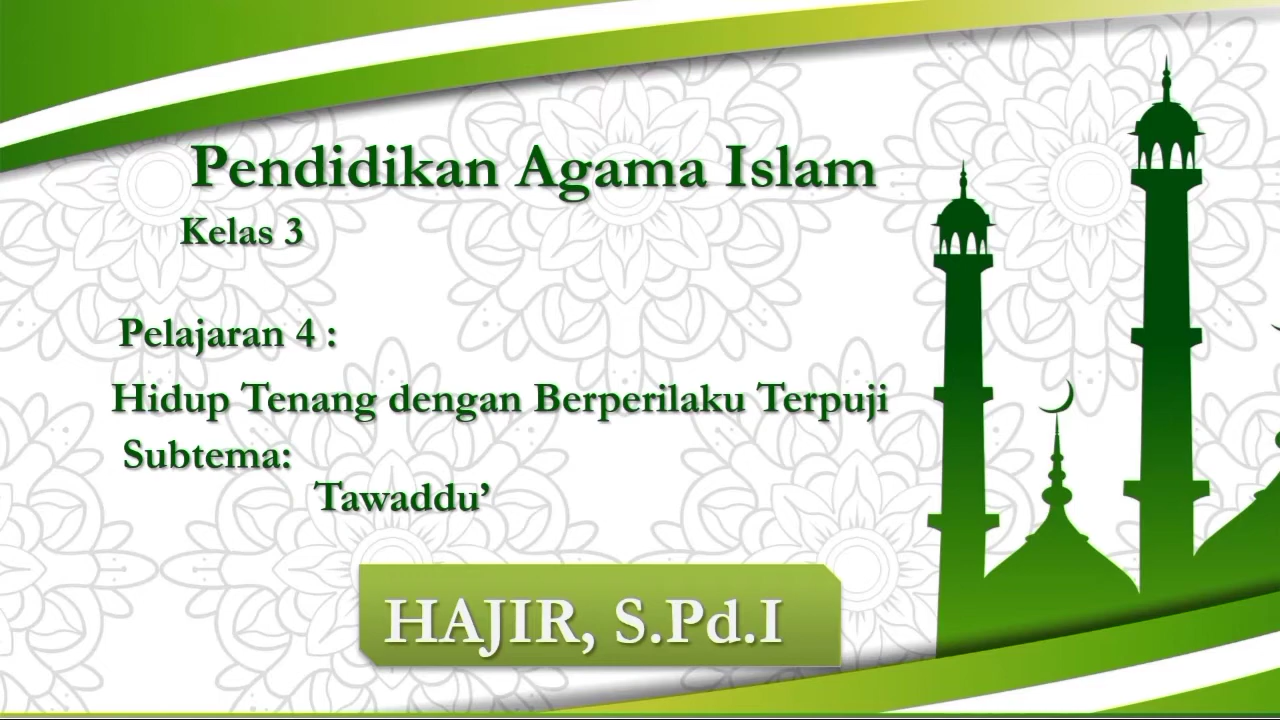 Pendidikan Agama Islam
Kelas 3
Pelajaran 4 :
Hidup Tenang dengan Berperilaku Terpuji
Subtema:
Tawaddu’
HAJIR, S.Pd.I